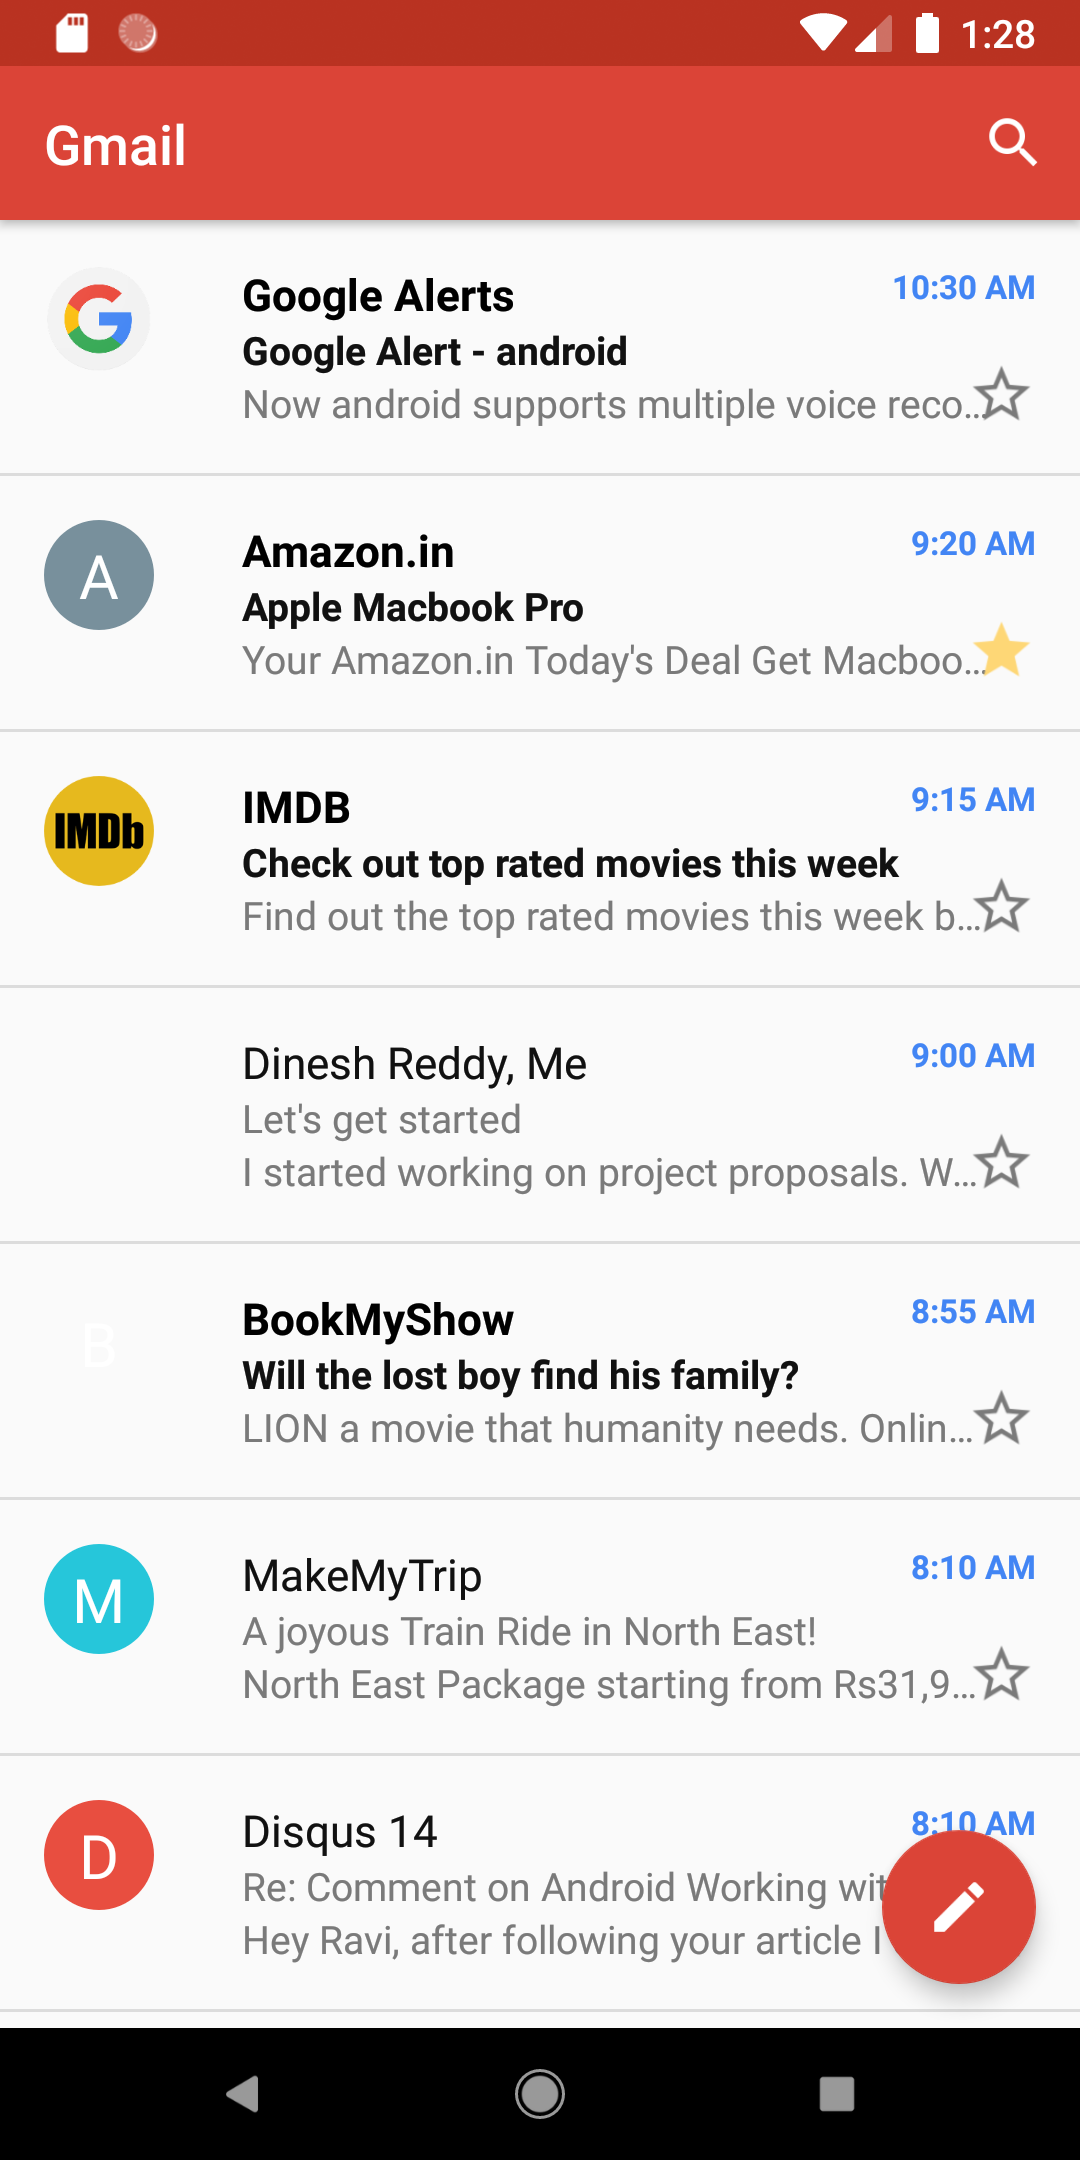 1:28
Gmail
Google Alerts
10:30 AM
Google Alert - android
Now android supports multiple voice reco...
A
Amazon.in
9:20 AM
Apple Macbook Pro
Your Amazon.in Today's Deal Get Macboo...
IMDb
IMDB
9:15 AM
Check out top rated movies this week
Find out the top rated movies this week b...
Dinesh Reddy, Me
9:00 AM
Let's get started
I started working on project proposals. W...
B
BookMyShow
8:55 AM
Will the lost boy find his family?
LION a movie that humanity needs. Onlin...
M
MakeMyTrip
8:10 AM
A joyous Train Ride in North East!
North East Package starting from Rs31,9...
D
Disqus 14
8:10 AM
Re: Comment on Android Working wit
Hey Ravi, after following your article I